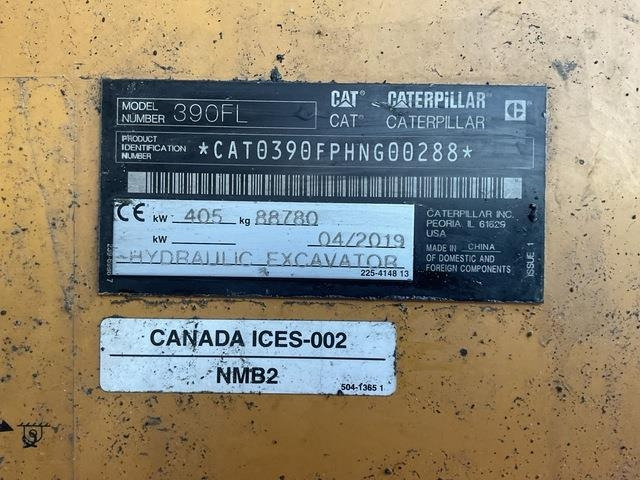 MODEL NUMBER 390FL
CAT® CATERPILLAR®
CAT® CATERPILLAR®
PRODUCT IDENTIFICATION NUMBER *CAT0390FPHNG00288*
CE kW 405 kg 88780
kW 04/2019
HYDRAULIC EXCAVATOR
225-4148 13
CATERPILLAR INC.
PEORIA, IL 61629
USA
MADE IN CHINA
OF DOMESTIC AND
FOREIGN COMPONENTS
ISSUE 1
CANADA ICES-002
NMB2
504-1365 1